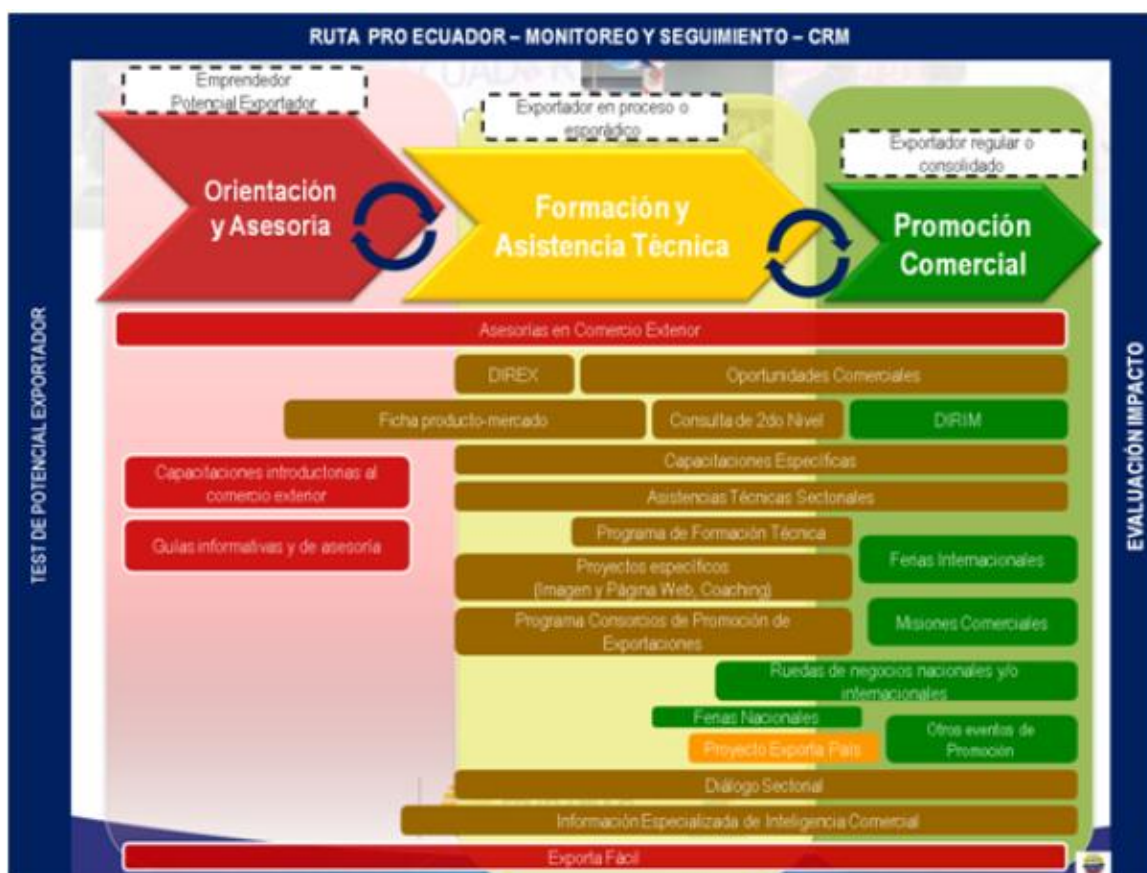 RUTA PRO ECUADOR – MONITOREO Y SEGUIMIENTO – CRM
Emprendedor
Potencial Exportador
Exportador en proceso o
esporádico
Exportador regular o
consolidado
Orientación
y Asesoría
Formación y
Asistencia Técnica
Promoción
Comercial
TEST DE POTENCIAL EXPORTADOR
EVALUACIÓN IMPACTO
Asesorías en Comercio Exterior
DIREX
Oportunidades Comerciales
Ficha producto-mercado
Consulta de 2do Nivel
DIRIM
Capacitaciones Específicas
Capacitaciones introductorias al
comercio exterior
Asistencias Técnicas Sectoriales
Programa de Formación Técnica
Guías informativas y de asesoría
Ferias Internacionales
Proyectos específicos
(Imagen y Página Web, Coaching)
Programa Consorcios de Promoción de
Exportaciones
Misiones Comerciales
Ruedas de negocios nacionales y/o
internacionales
Ferias Nacionales
Otros eventos de
Promoción
Proyecto Exporta País
Diálogo Sectorial
Información Especializada de Inteligencia Comercial
Exporta Fácil